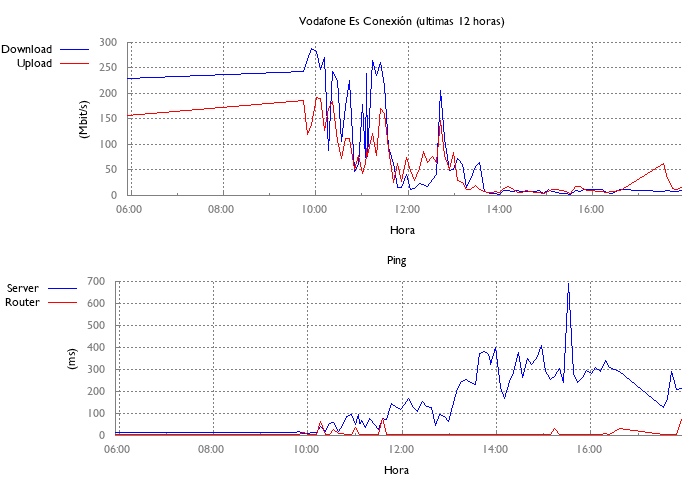 Vodafone Es Conexión (ultimas 12 horas)
Download
Upload
(Mbit/s)
300
250
200
150
100
50
0
06:00 08:00 10:00 12:00 14:00 16:00
Hora
Ping
Server
Router
(ms)
700
600
500
400
300
200
100
0
06:00 08:00 10:00 12:00 14:00 16:00
Hora